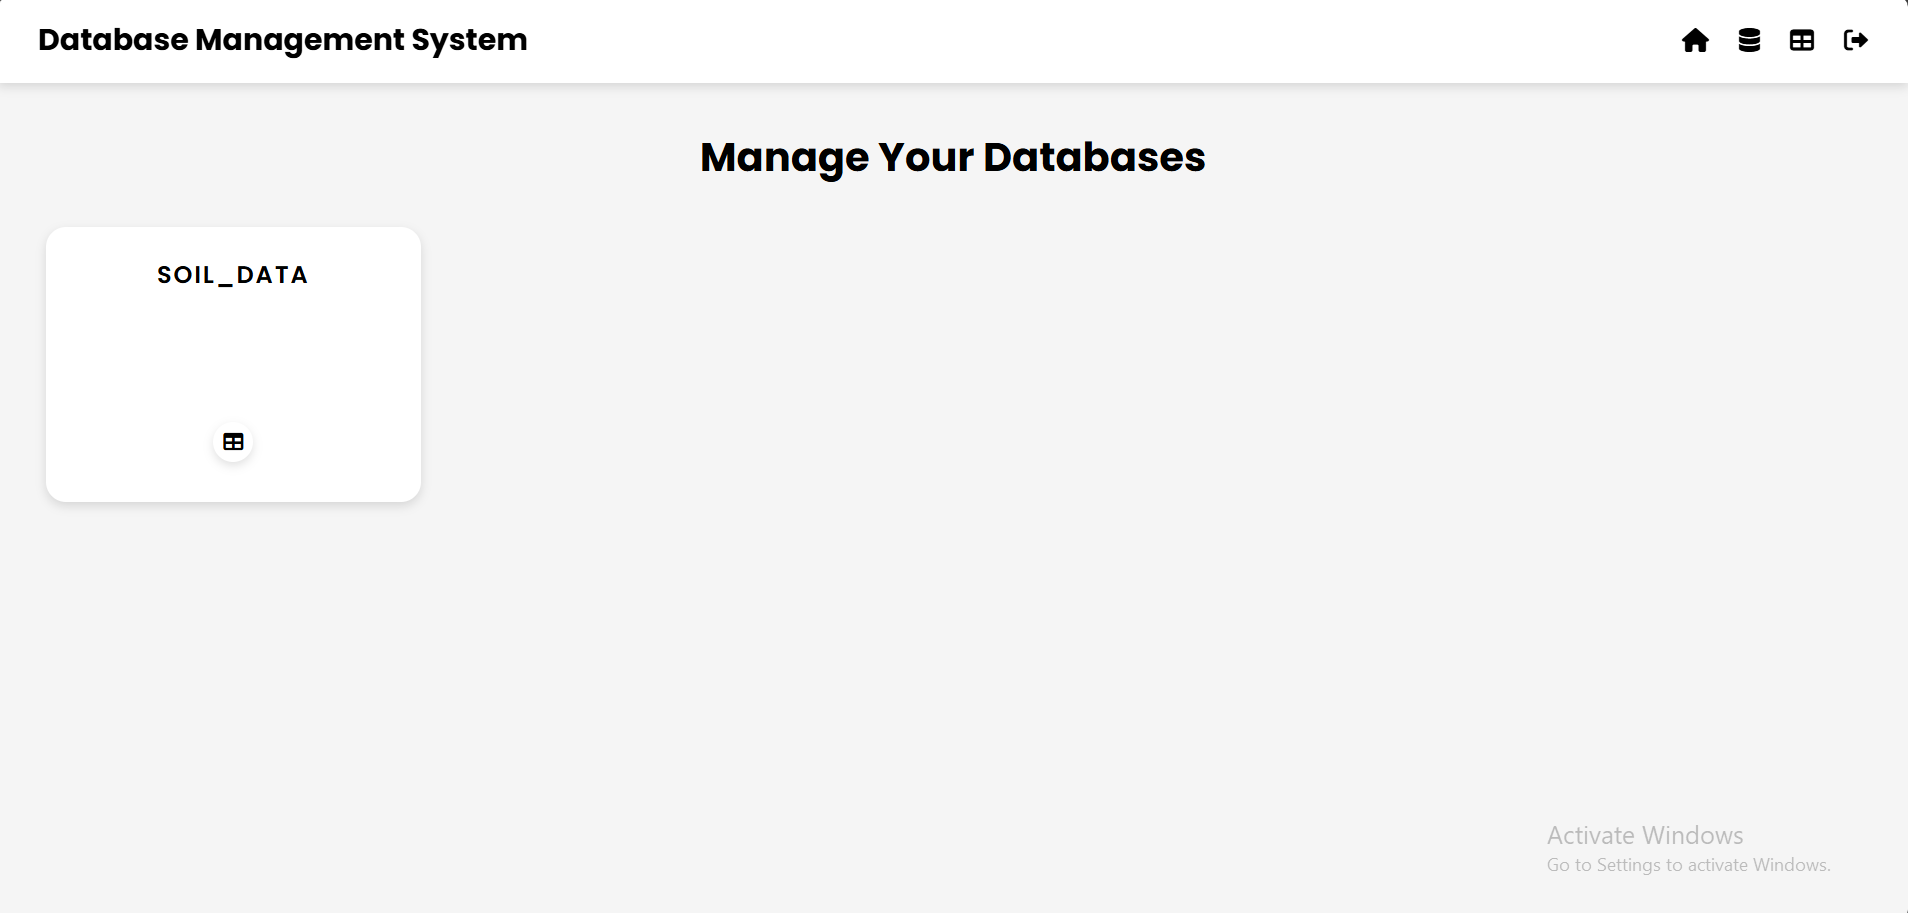 Database Management System
Manage Your Databases
SOIL_DATA
Activate Windows
Go to Settings to activate Windows.